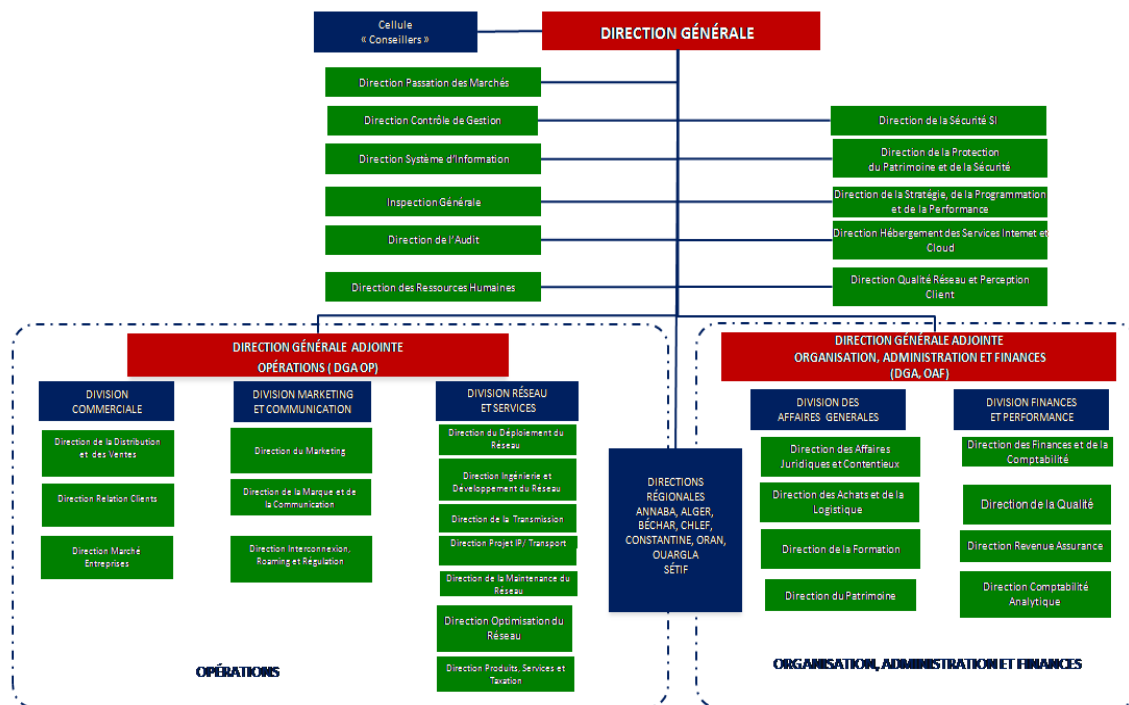 Cellule
« Conseillers »
DIRECTION GÉNÉRALE
Direction Passation des Marchés
Direction Contrôle de Gestion
Direction Système d'Information
Inspection Générale
Direction de l'Audit
Direction des Ressources Humaines
Direction de la Sécurité SI
Direction de la Protection
du Patrimoine et de la Sécurité
Direction de la Stratégie, de la Programmation
et de la Performance
Direction Hébergement des Services Internet et
Cloud
Direction Qualité Réseau et Perception
Client
DIRECTION GÉNÉRALE ADJOINTE
OPÉRATIONS ( DGA OP)
DIVISION
COMMERCIALE
Direction de la Distribution
et des Ventes
Direction Relation Clients
Direction Marché
Entreprises
DIVISION MARKETING
ET COMMUNICATION
Direction du Marketing
Direction de la Marque et de
la Communication
Direction Interconnexion,
Roaming et Régulation
DIVISION RÉSEAU
ET SERVICES
Direction du Déploiement du
Réseau
Direction Ingénierie et
Développement du Réseau
Direction de la Transmission
Direction Projet IP/ Transport
Direction de la Maintenance du
Réseau
Direction Optimisation du
Réseau
Direction Produits, Services et
Taxation
OPÉRATIONS
DIRECTIONS
RÉGIONALES
ANNABA, ALGER,
BÉCHAR, CHLEF,
CONSTANTINE, ORAN,
OUARGLA
SÉTIF
DIRECTION GÉNÉRALE ADJOINTE
ORGANISATION, ADMINISTRATION ET FINANCES
(DGA, OAF)
DIVISION DES
AFFAIRES GENERALES
Direction des Affaires
Juridiques et Contentieux
Direction des Achats et de la
Logistique
Direction de la Formation
Direction du Patrimoine
DIVISION FINANCES
ET PERFORMANCE
Direction des Finances et de la
Comptabilité
Direction de la Qualité
Direction Revenue Assurance
Direction Comptabilité
Analytique
ORGANISATION, ADMINISTRATION ET FINANCES